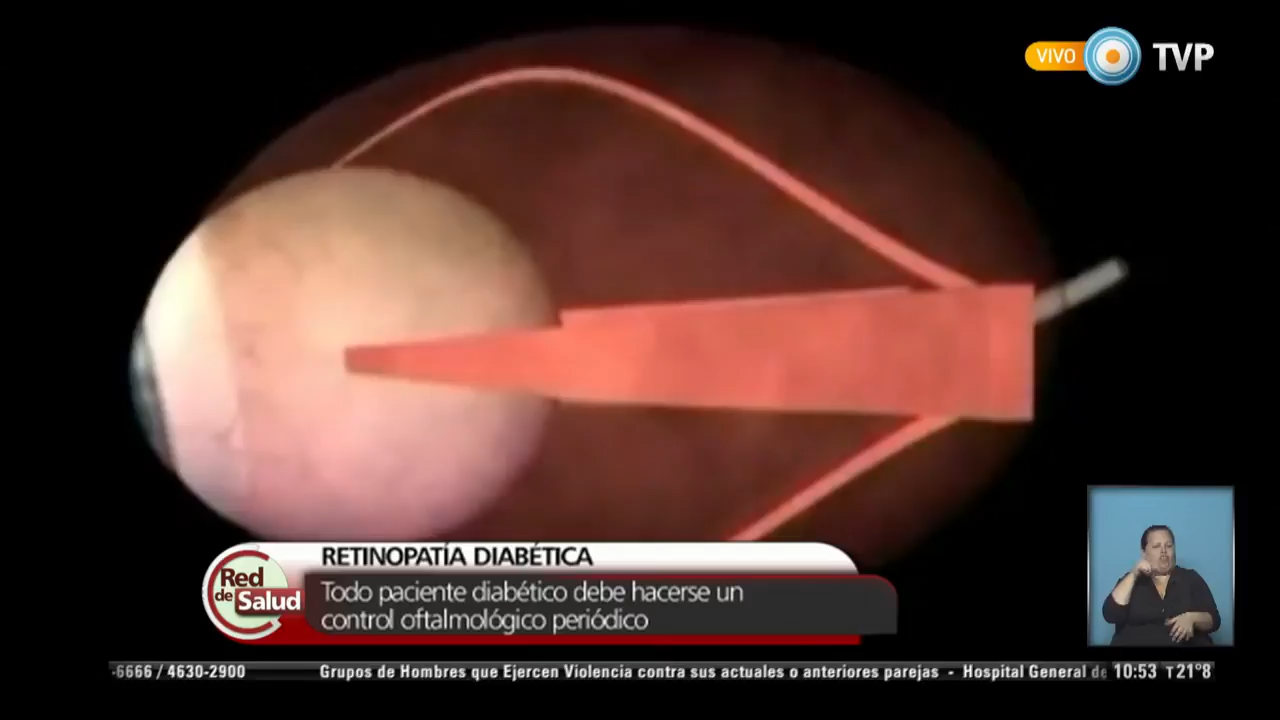 VIVO TVP
RETINOPATÍA DIABÉTICA
Red
de Salud
Todo paciente diabético debe hacerse un
control oftalmológico periódico
-6666 / 4630-2900 Grupos de Hombres que Ejercen Violencia contra sus actuales o anteriores parejas - Hospital General de 10:53 T21°8